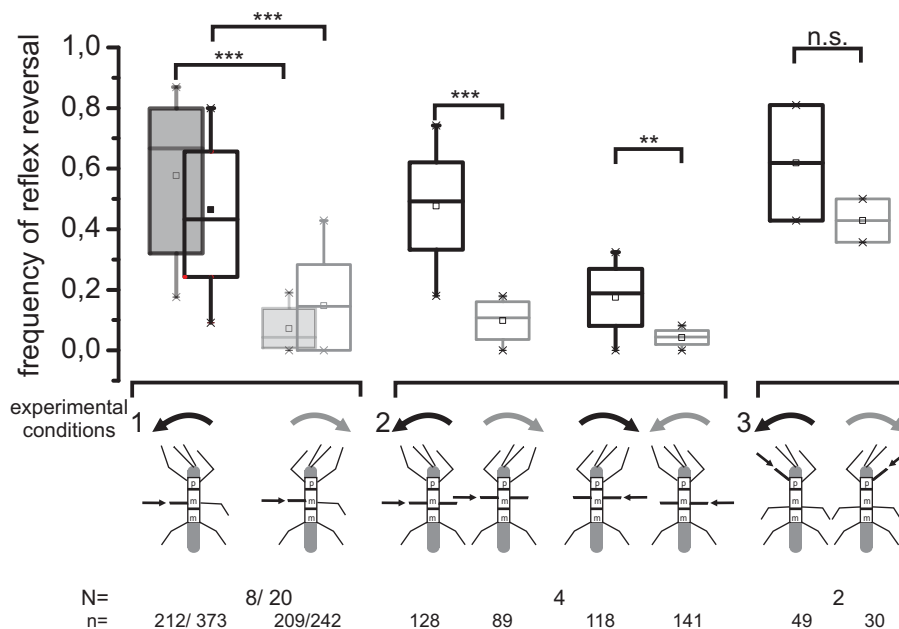 ***
*** n.s.
*** **
frequency of reflex reversal
1,0
0,8
0,6
0,4
0,2
0,0
experimental conditions
1 2 3
p p p p p p p p
m m m m m m m m
m m m m m m m m
N= 8/ 20 4 2
n= 212/ 373 209/242 128 89 118 141 49 30